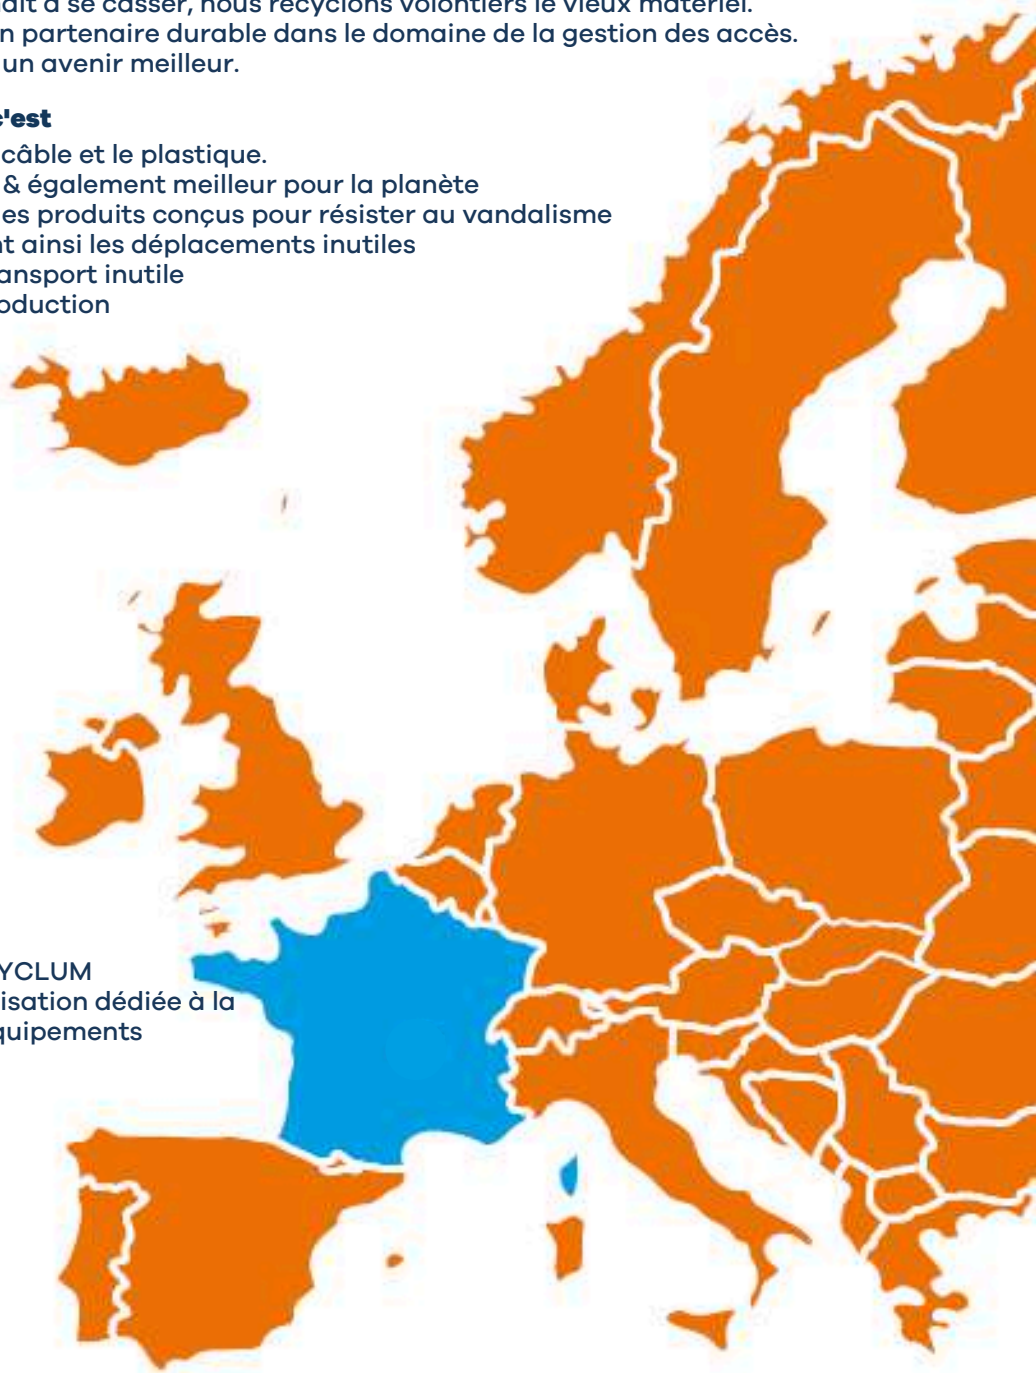 ait à se casser, nous recyclons volontiers le vieux matériel.
n partenaire durable dans le domaine de la gestion des accès.
un avenir meilleur.
c'est
câble et le plastique.
& également meilleur pour la planète
es produits conçus pour résister au vandalisme
nt ainsi les déplacements inutiles
ansport inutile
oduction
YCLUM
isation dédiée à la
quipements